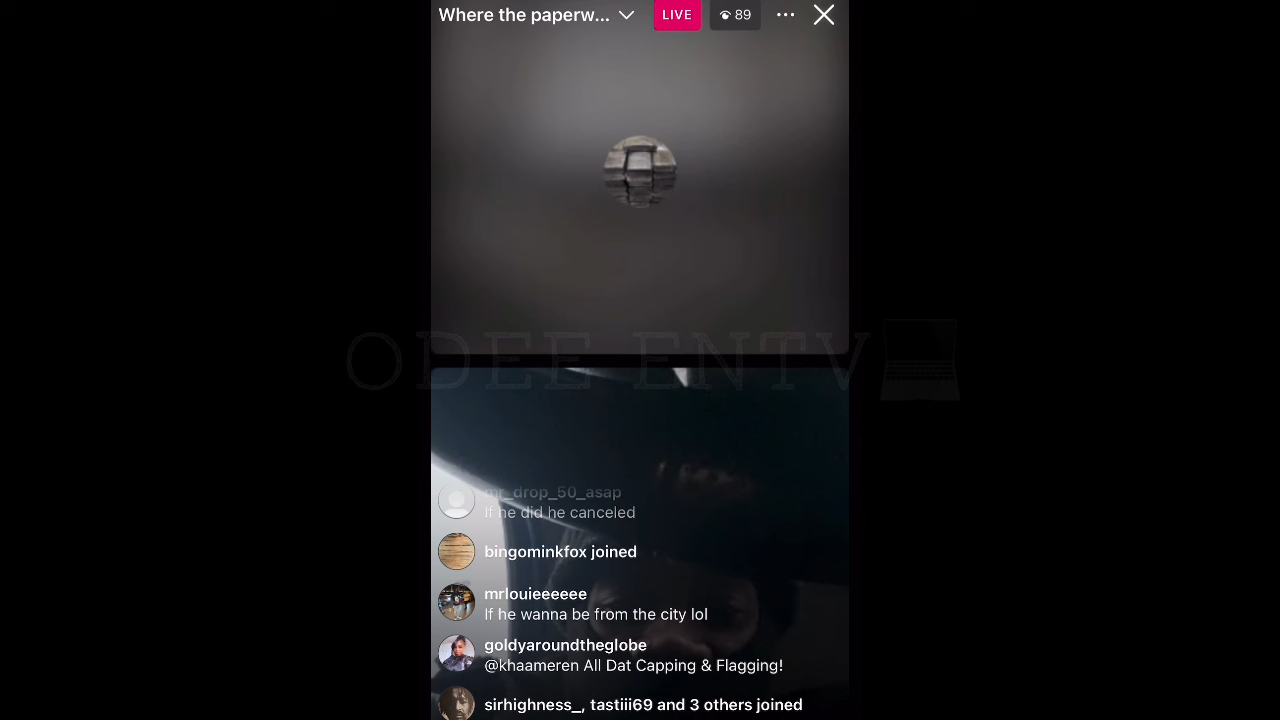 Where the paperw...
LIVE
89
ODEE ENTV
mr_drop_50_asap
If he did he canceled
bingominkfox joined
mrlouieeeeee
If he wanna be from the city lol
goldyaroundtheglobe
@khaameren All Dat Capping & Flagging!
sirhighness_, tastiii69 and 3 others joined